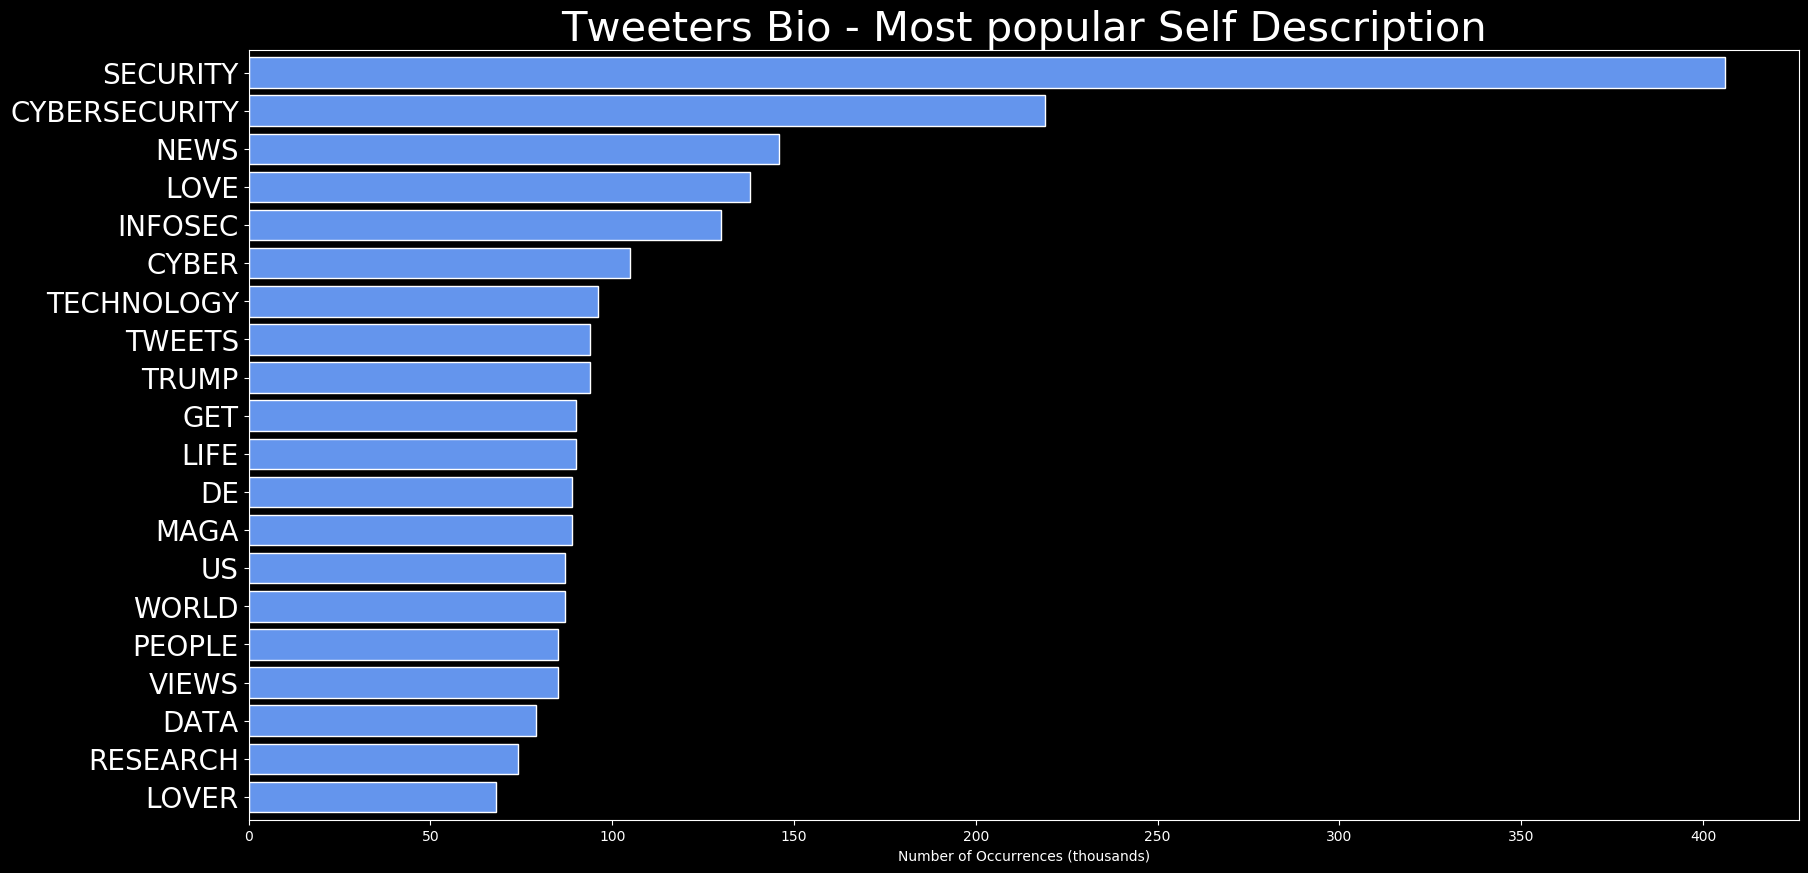 Tweeters Bio - Most popular Self Description
SECURITY
CYBERSECURITY
NEWS
LOVE
INFOSEC
CYBER
TECHNOLOGY
TWEETS
TRUMP
GET
LIFE
DE
MAGA
US
WORLD
PEOPLE
VIEWS
DATA
RESEARCH
LOVER
0 50 100 150 200 250 300 350 400
Number of Occurrences (thousands)